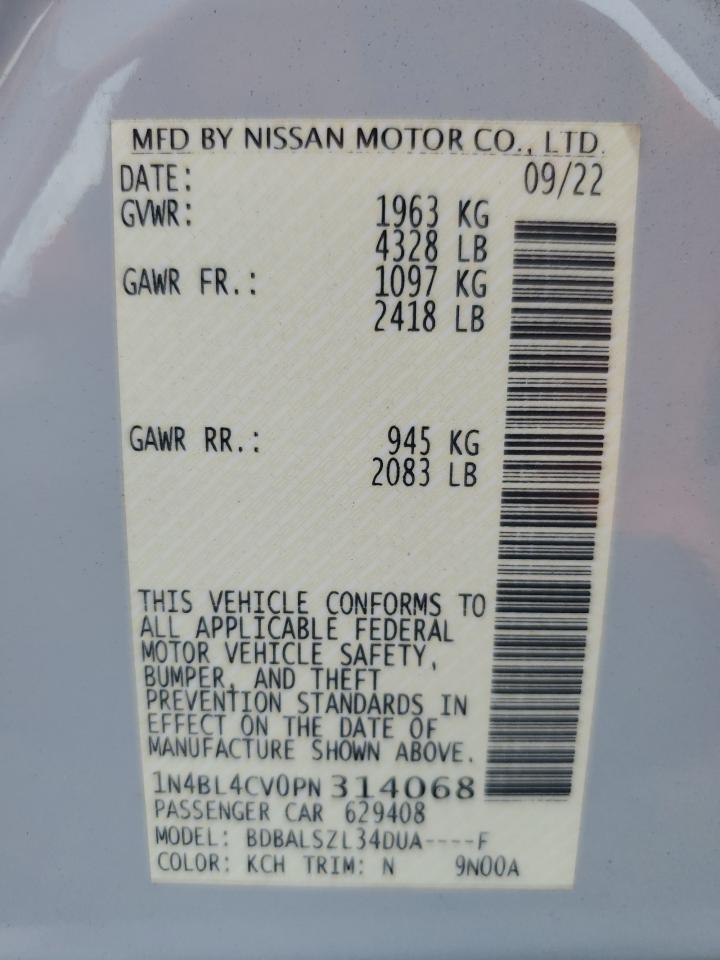 MFD BY NISSAN MOTOR CO., LTD.
DATE: 09/22
GVWR: 1963 KG
4328 LB
GAWR FR.: 1097 KG
2418 LB
GAWR RR.: 945 KG
2083 LB
THIS VEHICLE CONFORMS TO
ALL APPLICABLE FEDERAL
MOTOR VEHICLE SAFETY,
BUMPER, AND THEFT
PREVENTION STANDARDS IN
EFFECT ON THE DATE OF
MANUFACTURE SHOWN ABOVE.
1N4BL4CV0PN314068
PASSENGER CAR 629408
MODEL: BDBALSZL34DUA----F
COLOR: KCH TRIM: N 9N00A